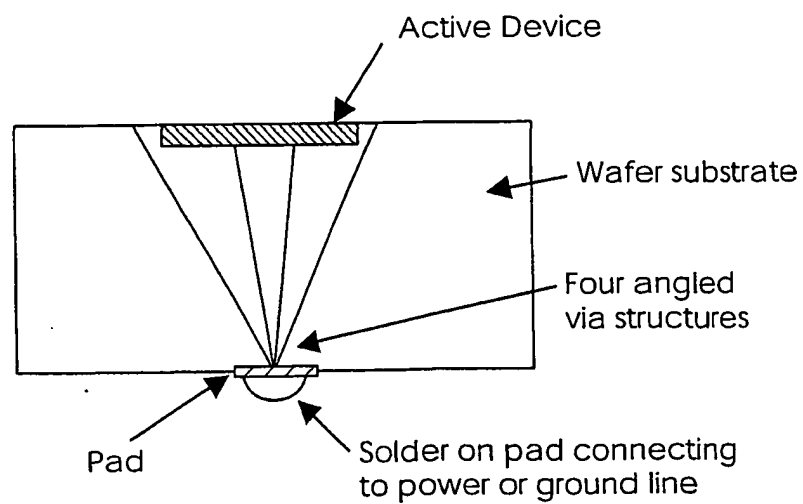 Active Device
Wafer substrate
Four angled
via structures
Pad
Solder on pad connecting
to power or ground line